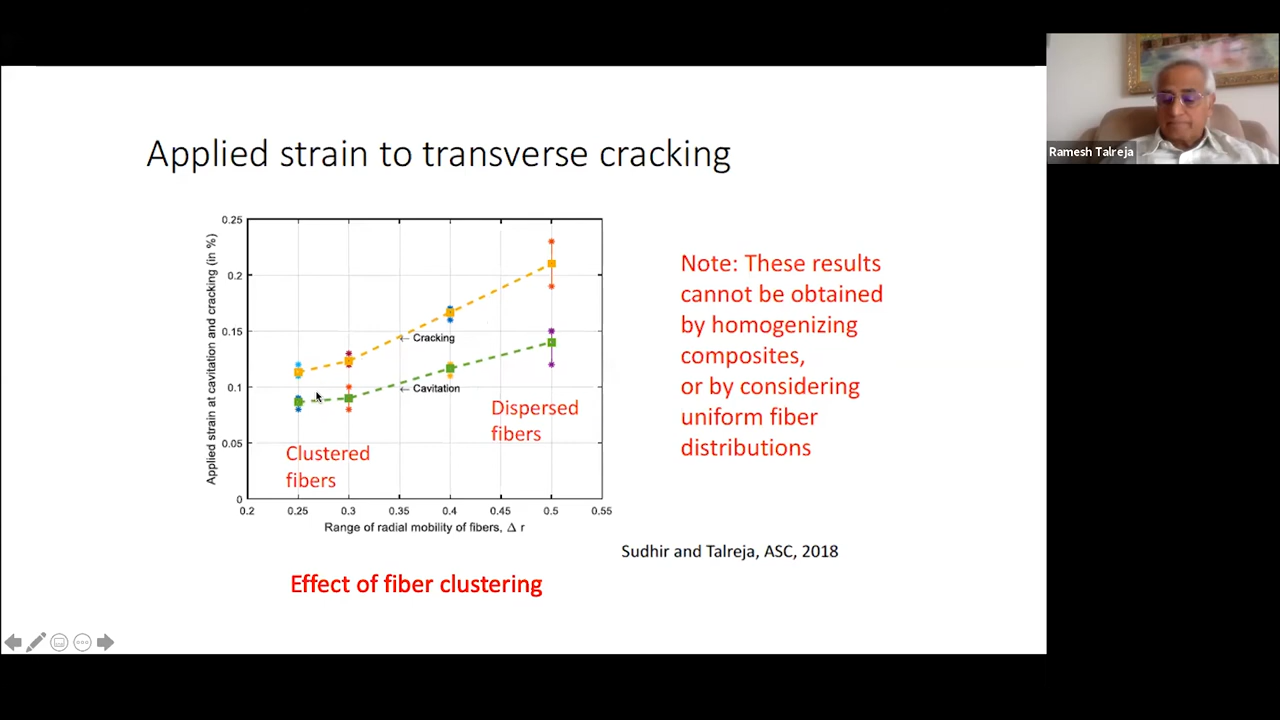 Applied strain to transverse cracking
Ramesh Talreja
Applied strain at cavitation and cracking (in %)
0.25
0.2
0.15
0.1
0.05
0
0.2 0.25 0.3 0.35 0.4 0.45 0.5 0.55
Range of radial mobility of fibers, Δ r
← Cracking
← Cavitation
Clustered
fibers
Dispersed
fibers
Note: These results
cannot be obtained
by homogenizing
composites,
or by considering
uniform fiber
distributions
Sudhir and Talreja, ASC, 2018
Effect of fiber clustering